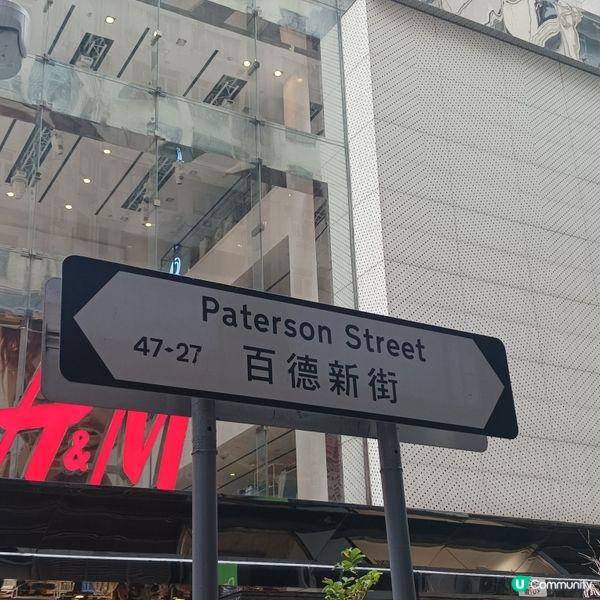 Paterson Street
47-27 百德新街
H&M
U Community